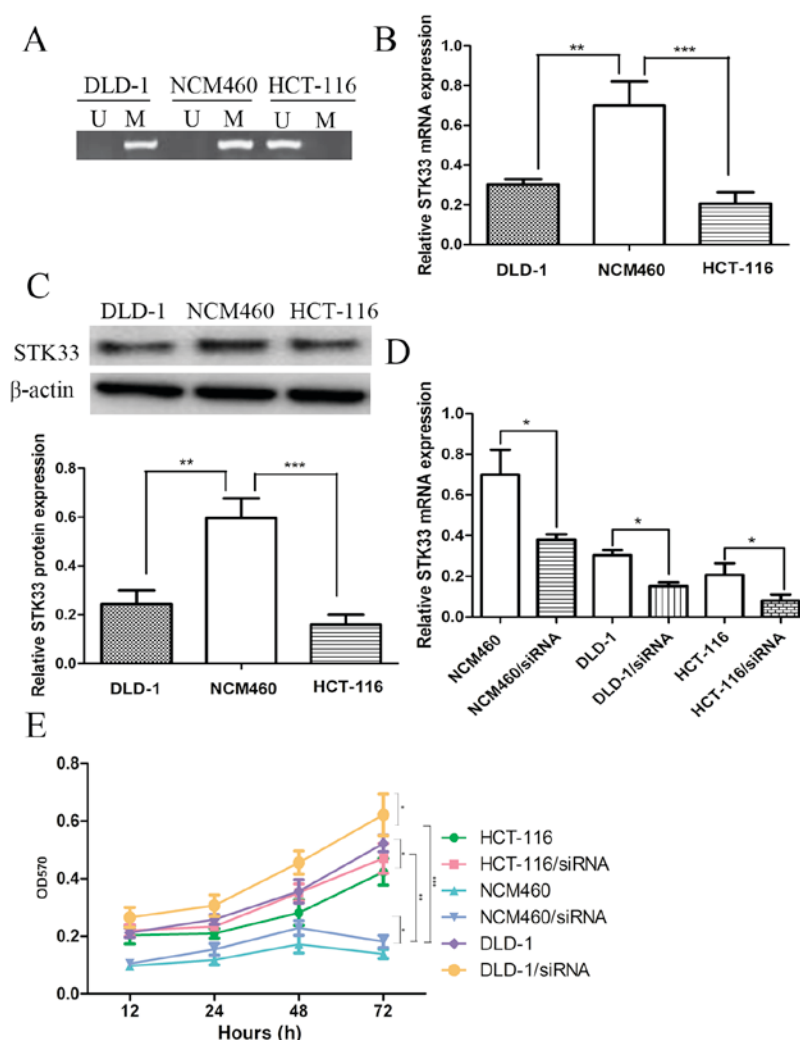 A
DLD-1 NCM460 HCT-116
U M U M U M
B
Relative STK33 mRNA expression
1.0
0.8
0.6
0.4
0.2
0.0
** ***
DLD-1 NCM460 HCT-116
C
DLD-1 NCM460 HCT-116
STK33
β-actin
Relative STK33 protein expression
0.8
0.6
0.4
0.2
0.0
** ***
DLD-1 NCM460 HCT-116
D
Relative STK33 mRNA expression
1.0
0.8
0.6
0.4
0.2
0.0
* * *
NCM460 NCM460/siRNA DLD-1 DLD-1/siRNA HCT-116 HCT-116/siRNA
E
OD570
0.8
0.6
0.4
0.2
0.0
12 24 48 72
Hours (h)
* * * ** ***
HCT-116
HCT-116/siRNA
NCM460
NCM460/siRNA
DLD-1
DLD-1/siRNA